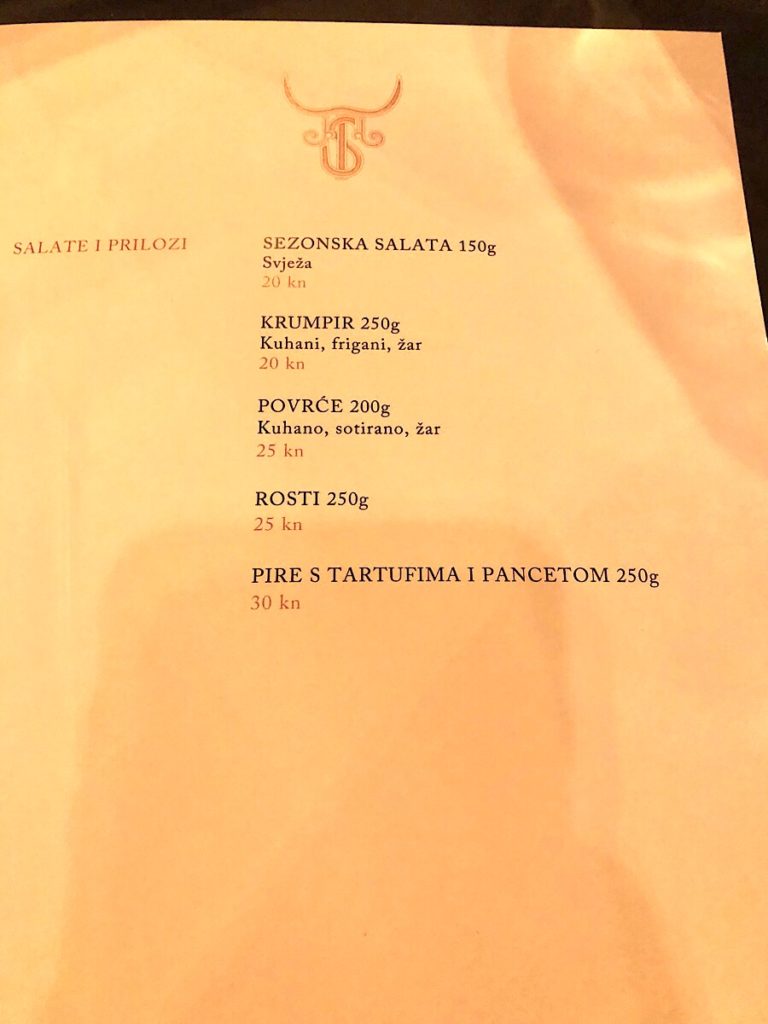 SALATE I PRILOZI
SEZONSKA SALATA 150g
Svježa
20 kn
KRUMPIR 250g
Kuhani, frigani, žar
20 kn
POVRĆE 200g
Kuhano, sotirano, žar
25 kn
ROSTI 250g
25 kn
PIRE S TARTUFIMA I PANCETOM 250g
30 kn